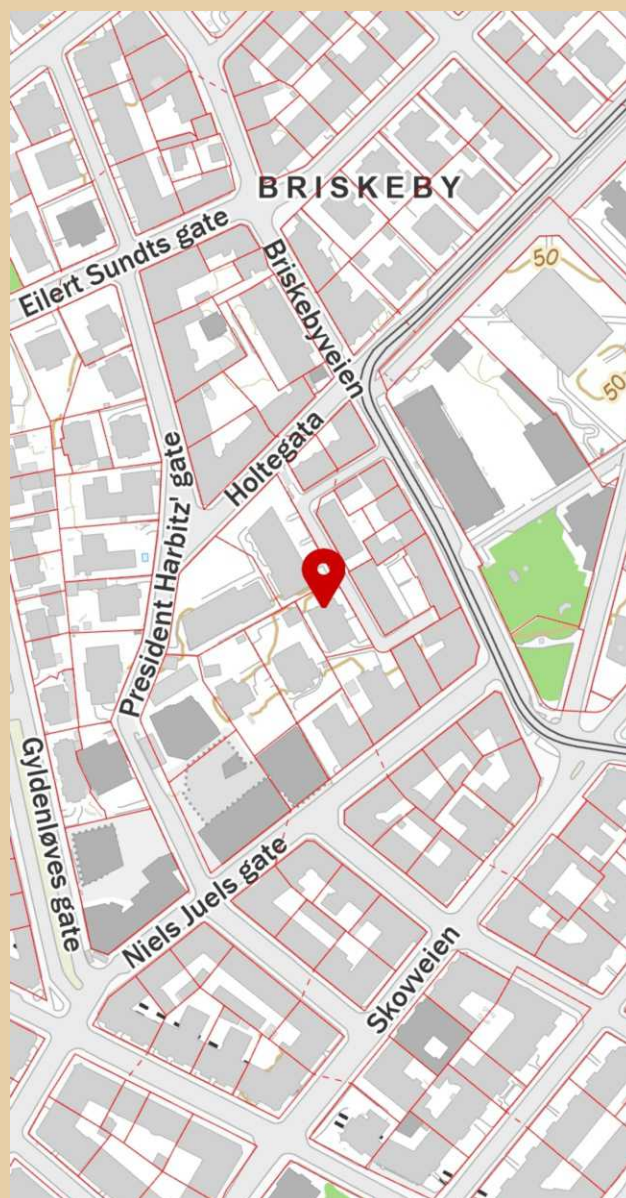 BRISKEBY
Eilert Sundts gate
Briskebyveien
50
50
Holtegata
President Harbitz' gate
Gyldenløves gate
Niels Juels gate
Skovveien